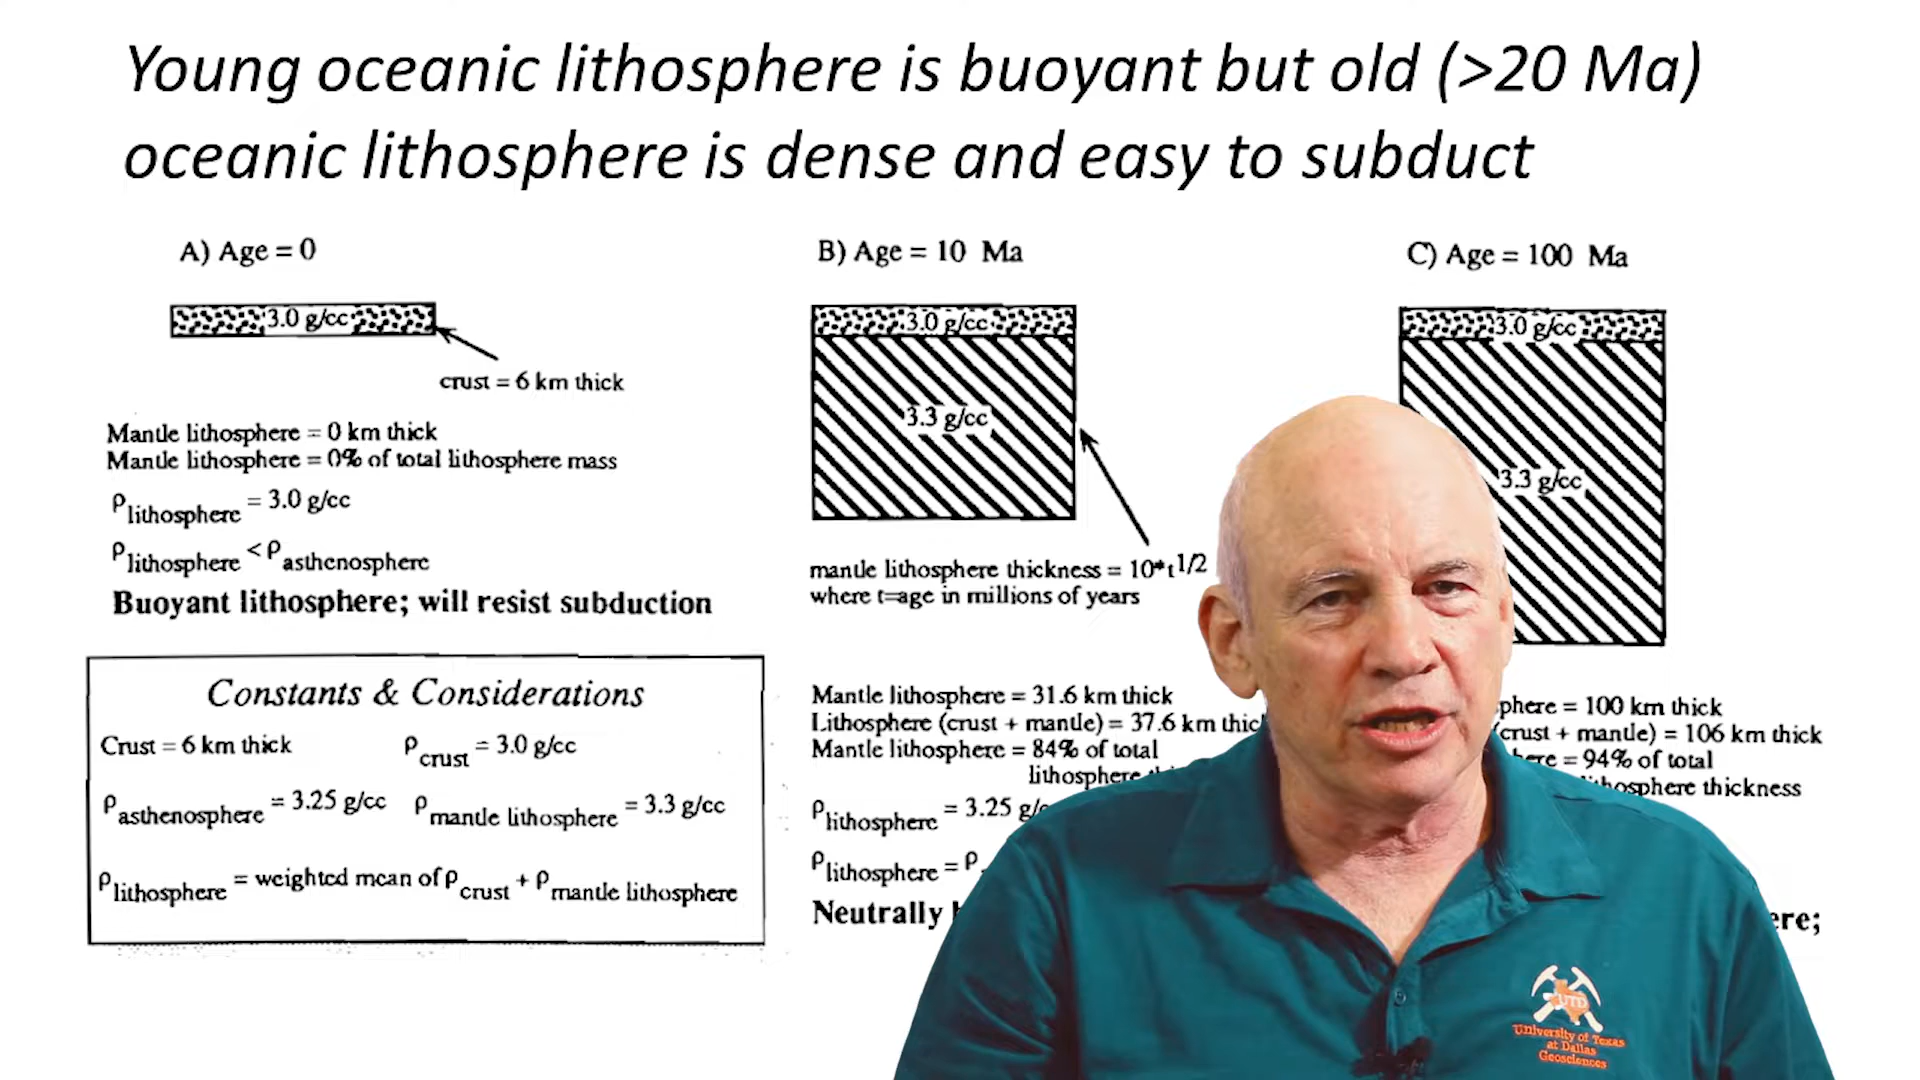 Young oceanic lithosphere is buoyant but old (>20 Ma)
oceanic lithosphere is dense and easy to subduct
A) Age = 0
3.0 g/cc
crust = 6 km thick
Mantle lithosphere = 0 km thick
Mantle lithosphere = 0% of total lithosphere mass
ρlithosphere = 3.0 g/cc
ρlithosphere < ρasthenosphere
Buoyant lithosphere; will resist subduction
Constants & Considerations
Crust = 6 km thick ρcrust = 3.0 g/cc
ρasthenosphere = 3.25 g/cc ρmantle lithosphere = 3.3 g/cc
ρlithosphere = weighted mean of ρcrust + ρmantle lithosphere
B) Age = 10 Ma
3.0 g/cc
3.3 g/cc
mantle lithosphere thickness = 10*t1/2
where t=age in millions of years
Mantle lithosphere = 31.6 km thick
Lithosphere (crust + mantle) = 37.6 km thic
Mantle lithosphere = 84% of total
lithosphere
ρlithosphere = 3.25 g/
ρlithosphere = ρ
Neutrally
C) Age = 100 Ma
3.0 g/cc
3.3 g/cc
phere = 100 km thick
(crust + mantle) = 106 km thick
ere = 94% of total
lithosphere thickness
ere;
UTD
University of Texas
at Dallas
Geosciences